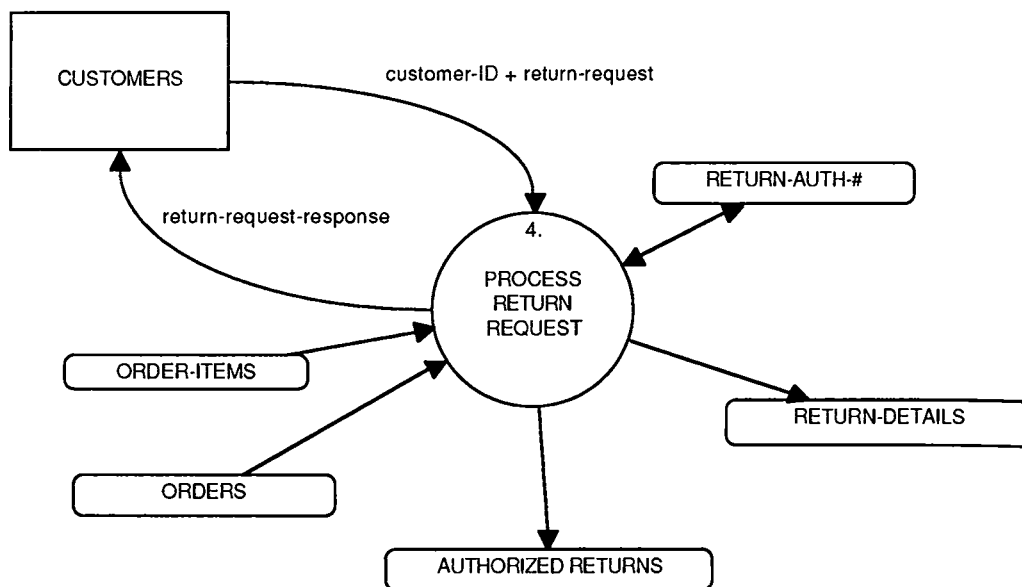 CUSTOMERS
customer-ID + return-request
RETURN-AUTH-#
return-request-response
4.
PROCESS
RETURN
REQUEST
ORDER-ITEMS
RETURN-DETAILS
ORDERS
AUTHORIZED RETURNS